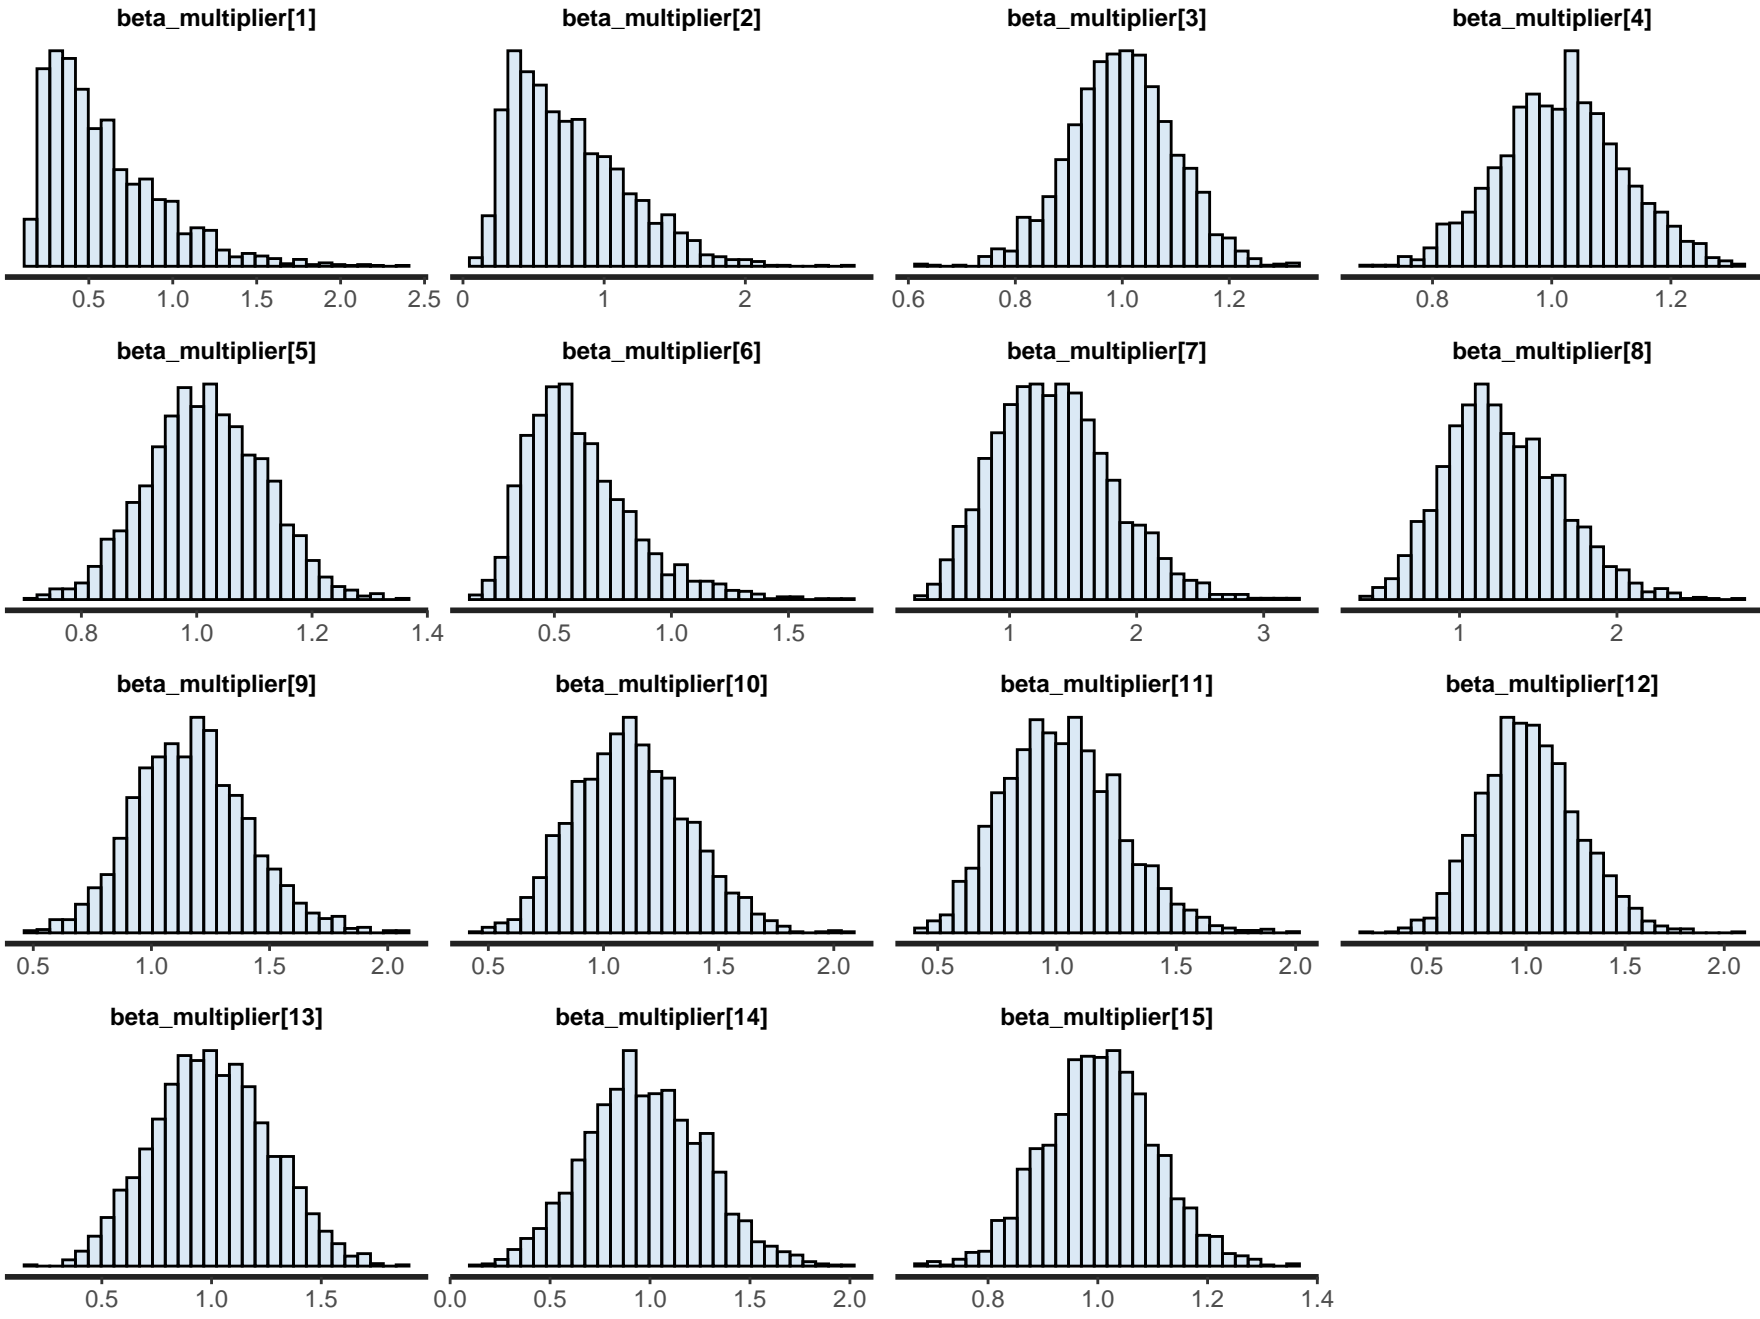 beta_multiplier[1] beta_multiplier[2] beta_multiplier[3] beta_multiplier[4]
0.5 1.0 1.5 2.0 2.5 0 1 2 0.6 0.8 1.0 1.2 0.8 1.0 1.2
beta_multiplier[5] beta_multiplier[6] beta_multiplier[7] beta_multiplier[8]
0.8 1.0 1.2 1.4 0.5 1.0 1.5 1 2 3 1 2
beta_multiplier[9] beta_multiplier[10] beta_multiplier[11] beta_multiplier[12]
0.5 1.0 1.5 2.0 0.5 1.0 1.5 2.0 0.5 1.0 1.5 2.0 0.5 1.0 1.5 2.0
beta_multiplier[13] beta_multiplier[14] beta_multiplier[15]
0.5 1.0 1.5 0.0 0.5 1.0 1.5 2.0 0.8 1.0 1.2 1.4